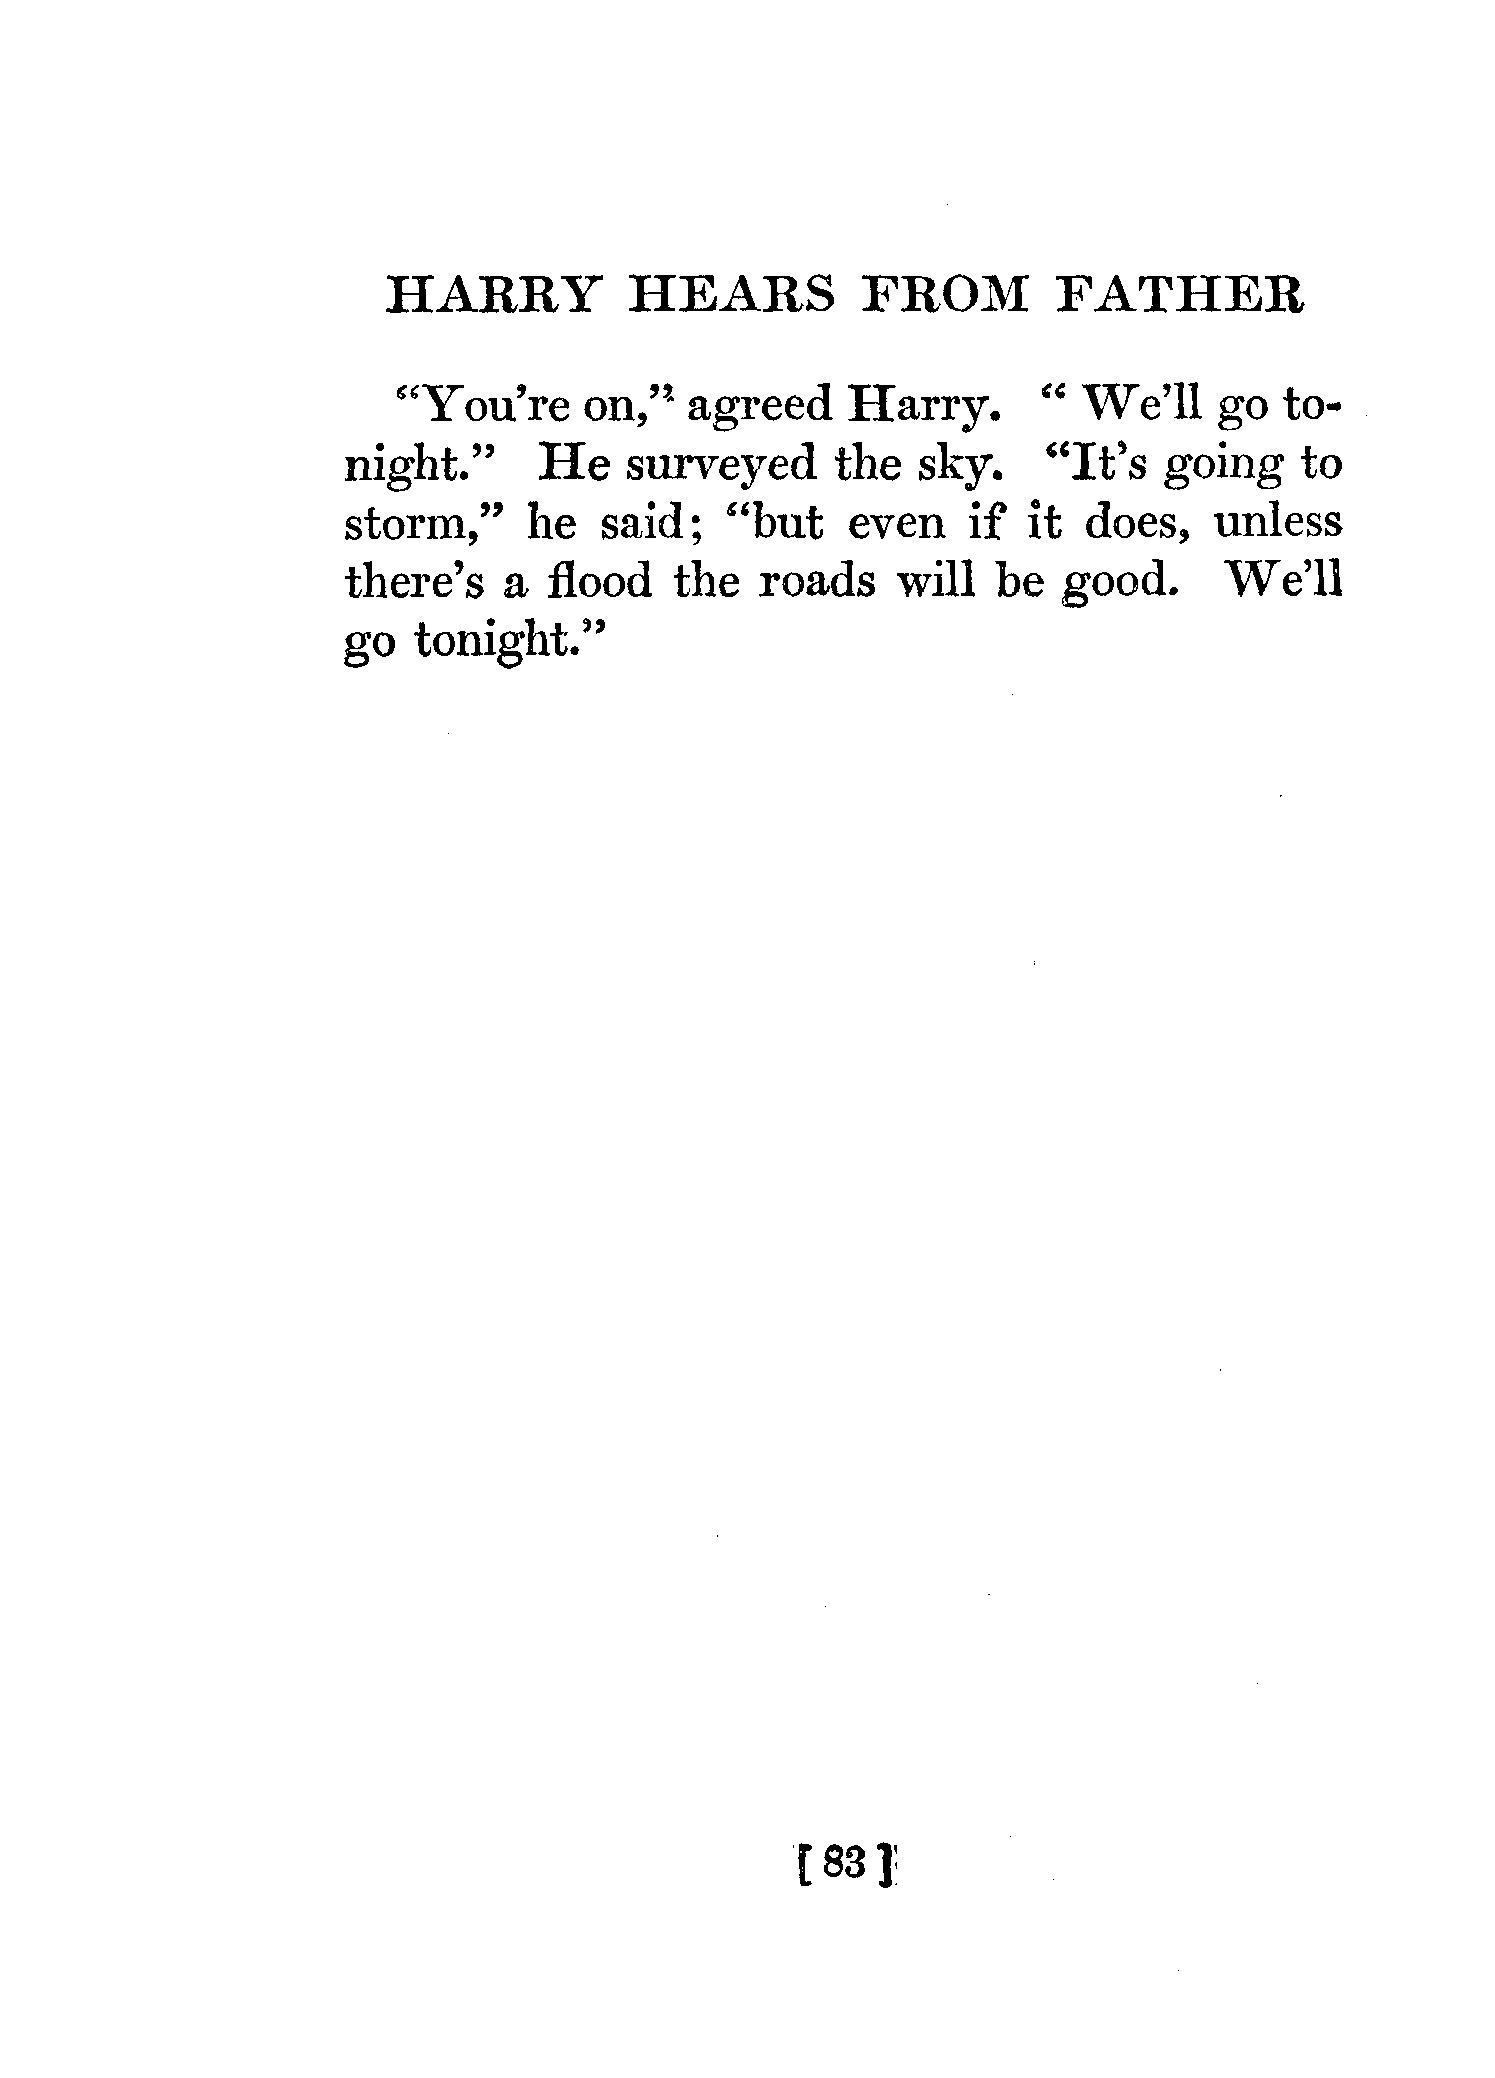 HARRY HEARS FROM FATHER
“You're on,” agreed Harry. “ We'll go to-
night.” He surveyed the sky. “It's going to
storm,” he said; “but even if it does, unless
there's a flood the roads will be good. We'll
go tonight.”
[ 83 ]